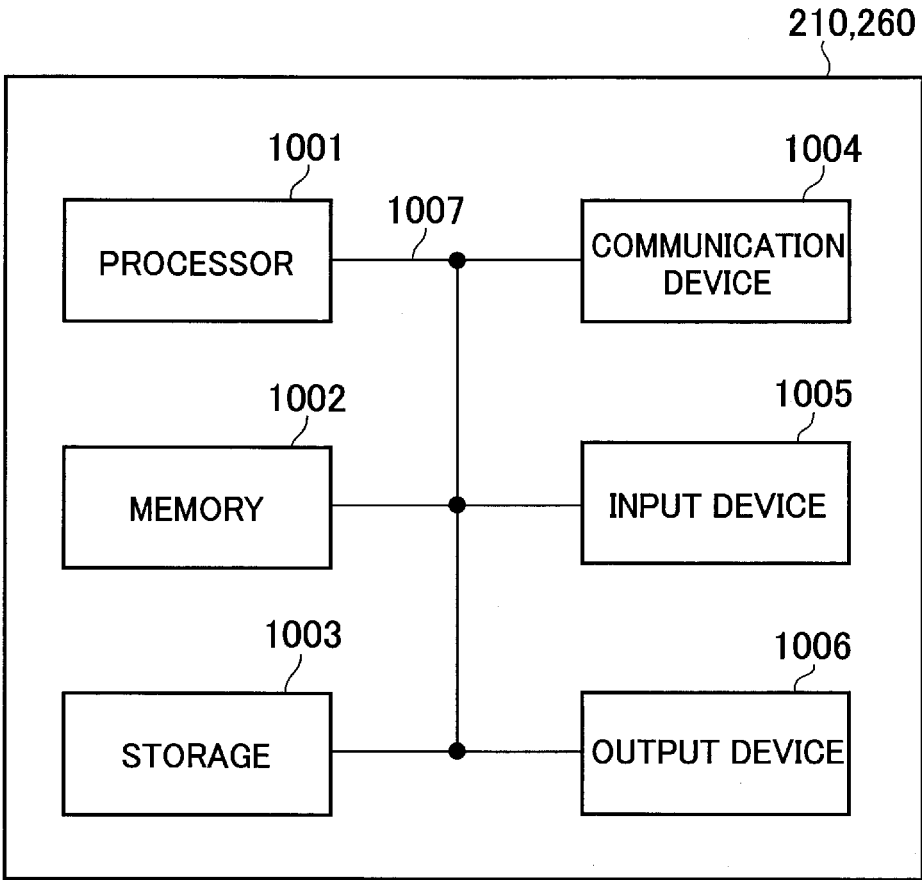 210,260
1001
PROCESSOR
1007
1004
COMMUNICATION
DEVICE
1002
MEMORY
1005
INPUT DEVICE
1003
STORAGE
1006
OUTPUT DEVICE